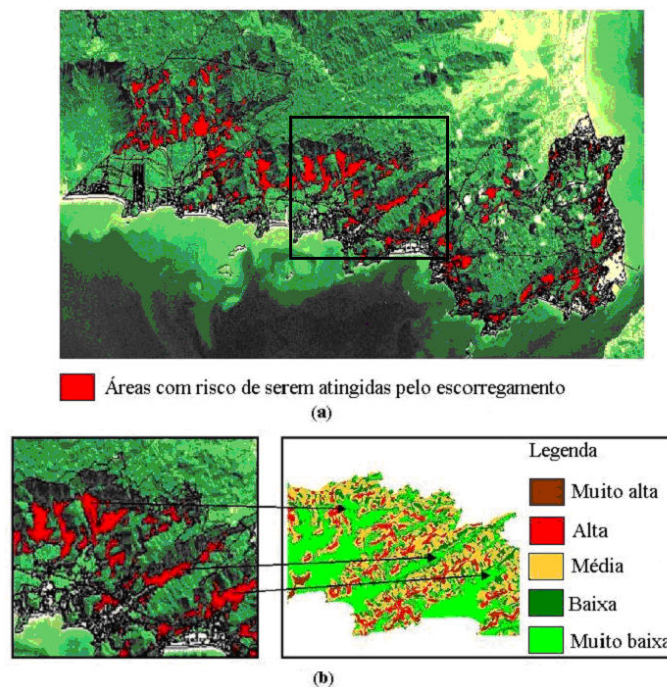 Áreas com risco de serem atingidas pelo escorregamento
(a)
Legenda
Muito alta
Alta
Média
Baixa
Muito baixa
(b)